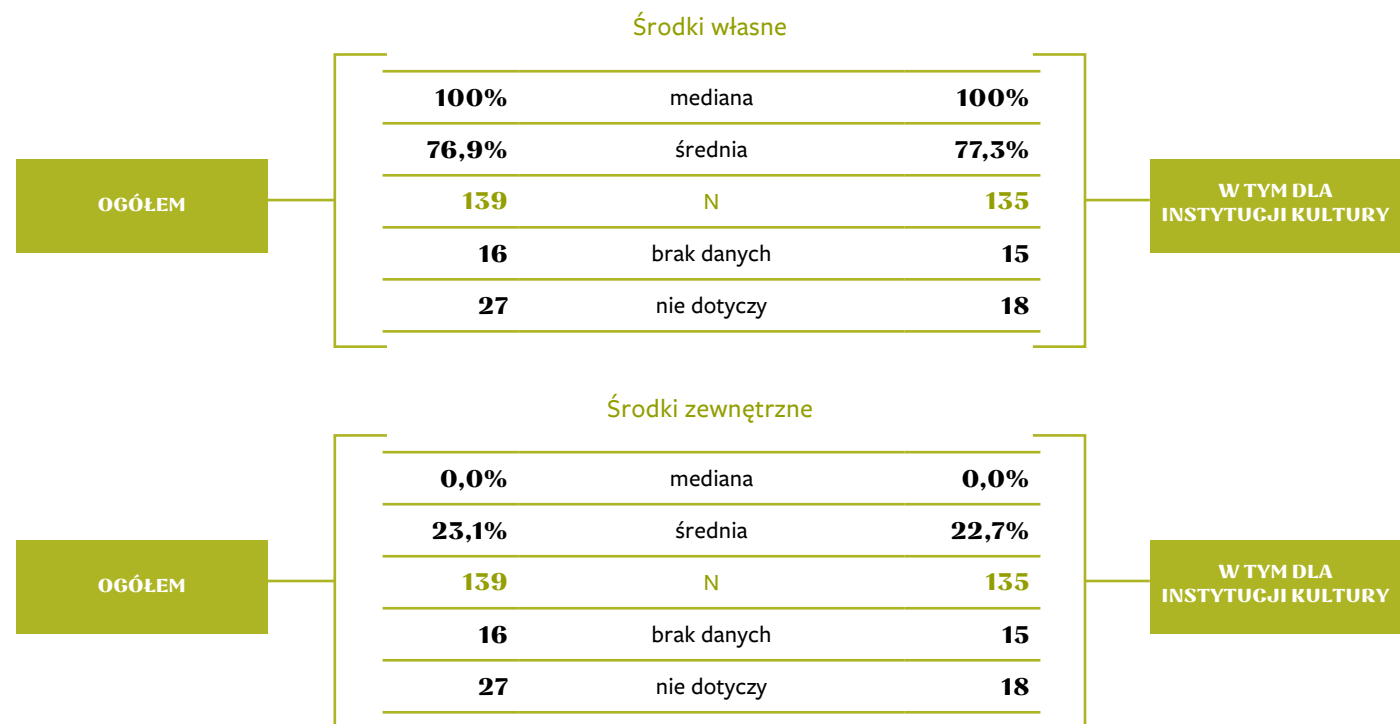 Środki własne
100% mediana 100%
76,9% średnia 77,3%
OGÓŁEM
139 N 135
W TYM DLA
INSTYTUCJI KULTURY
16 brak danych 15
27 nie dotyczy 18
Środki zewnętrzne
0,0% mediana 0,0%
23,1% średnia 22,7%
OGÓŁEM
139 N 135
W TYM DLA
INSTYTUCJI KULTURY
16 brak danych 15
27 nie dotyczy 18